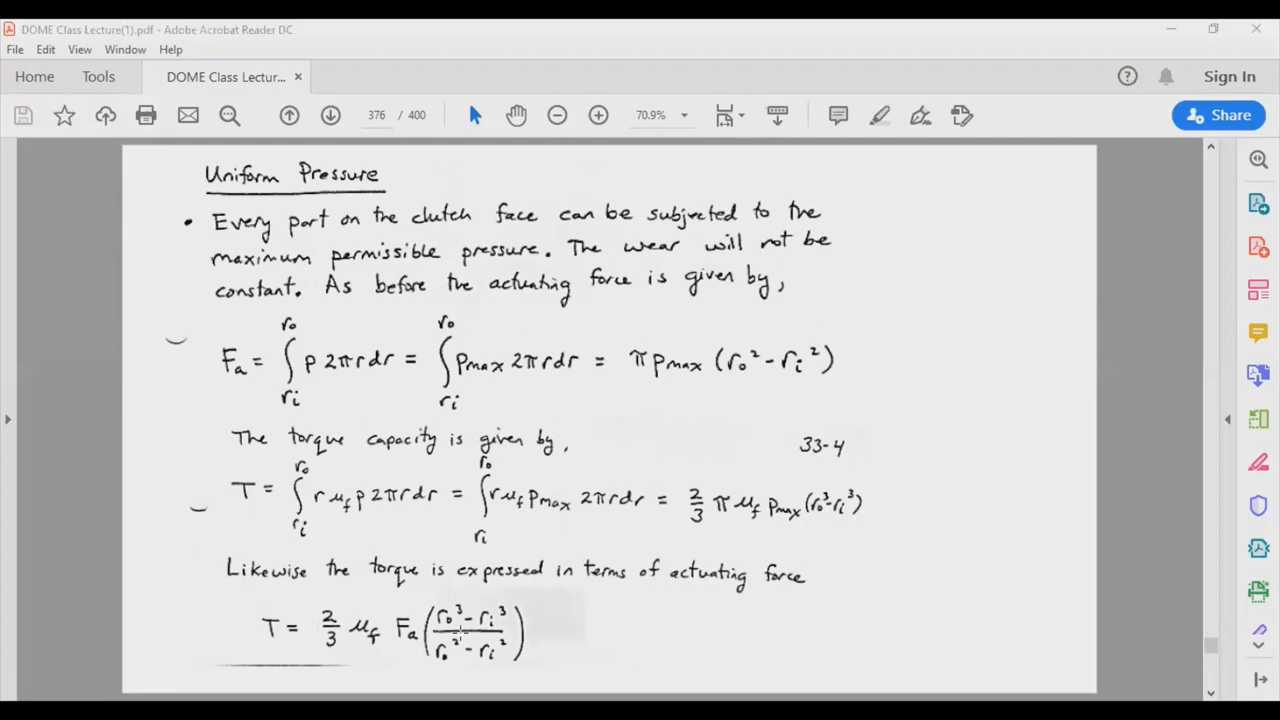 DOME Class Lecture(1).pdf - Adobe Acrobat Reader DC
File Edit View Window Help
Home Tools DOME Class Lectur... × Sign In
376 / 400 70.9% Share
Uniform Pressure
• Every part on the clutch face can be subjected to the
maximum permissible pressure. The wear will not be
constant. As before the actuating force is given by,
Fa = ∫_{ri}^{ro} p 2πr dr = ∫_{ri}^{ro} pmax 2πr dr = π pmax (ro² - ri²)
The torque capacity is given by,
33-4
T = ∫_{ri}^{ro} r μf p 2πr dr = ∫_{ri}^{ro} r μf pmax 2πr dr = 2/3 π μf pmax (ro³ - ri³)
Likewise the torque is expressed in terms of actuating force
T = 2/3 μf Fa ((ro³ - ri³)/(ro² - ri²))